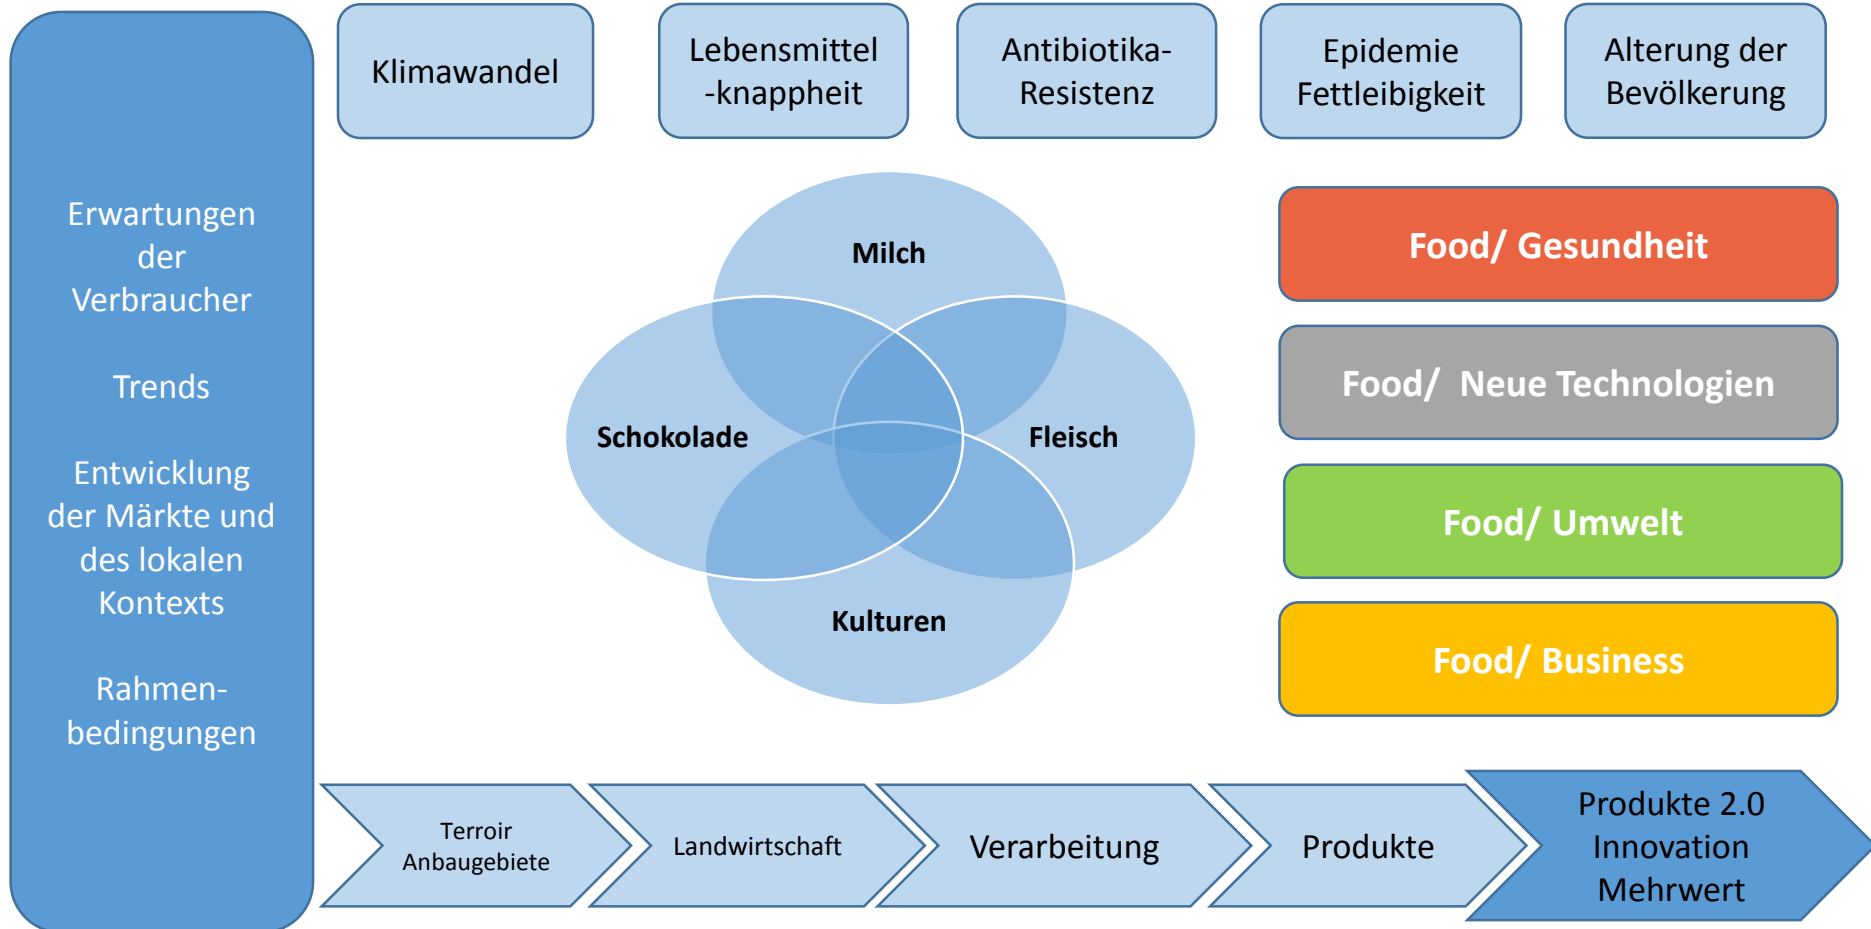 Erwartungen
der
Verbraucher
Trends
Entwicklung
der Märkte und
des lokalen
Kontexts
Rahmen-
bedingungen
Klimawandel
Lebensmittel
-knappheit
Antibiotika-
Resistenz
Epidemie
Fettleibigkeit
Alterung der
Bevölkerung
Milch
Schokolade
Fleisch
Kulturen
Food/ Gesundheit
Food/  Neue Technologien
Food/ Umwelt
Food/ Business
Terroir
Anbaugebiete
Landwirtschaft
Verarbeitung
Produkte
Produkte 2.0
Innovation
Mehrwert